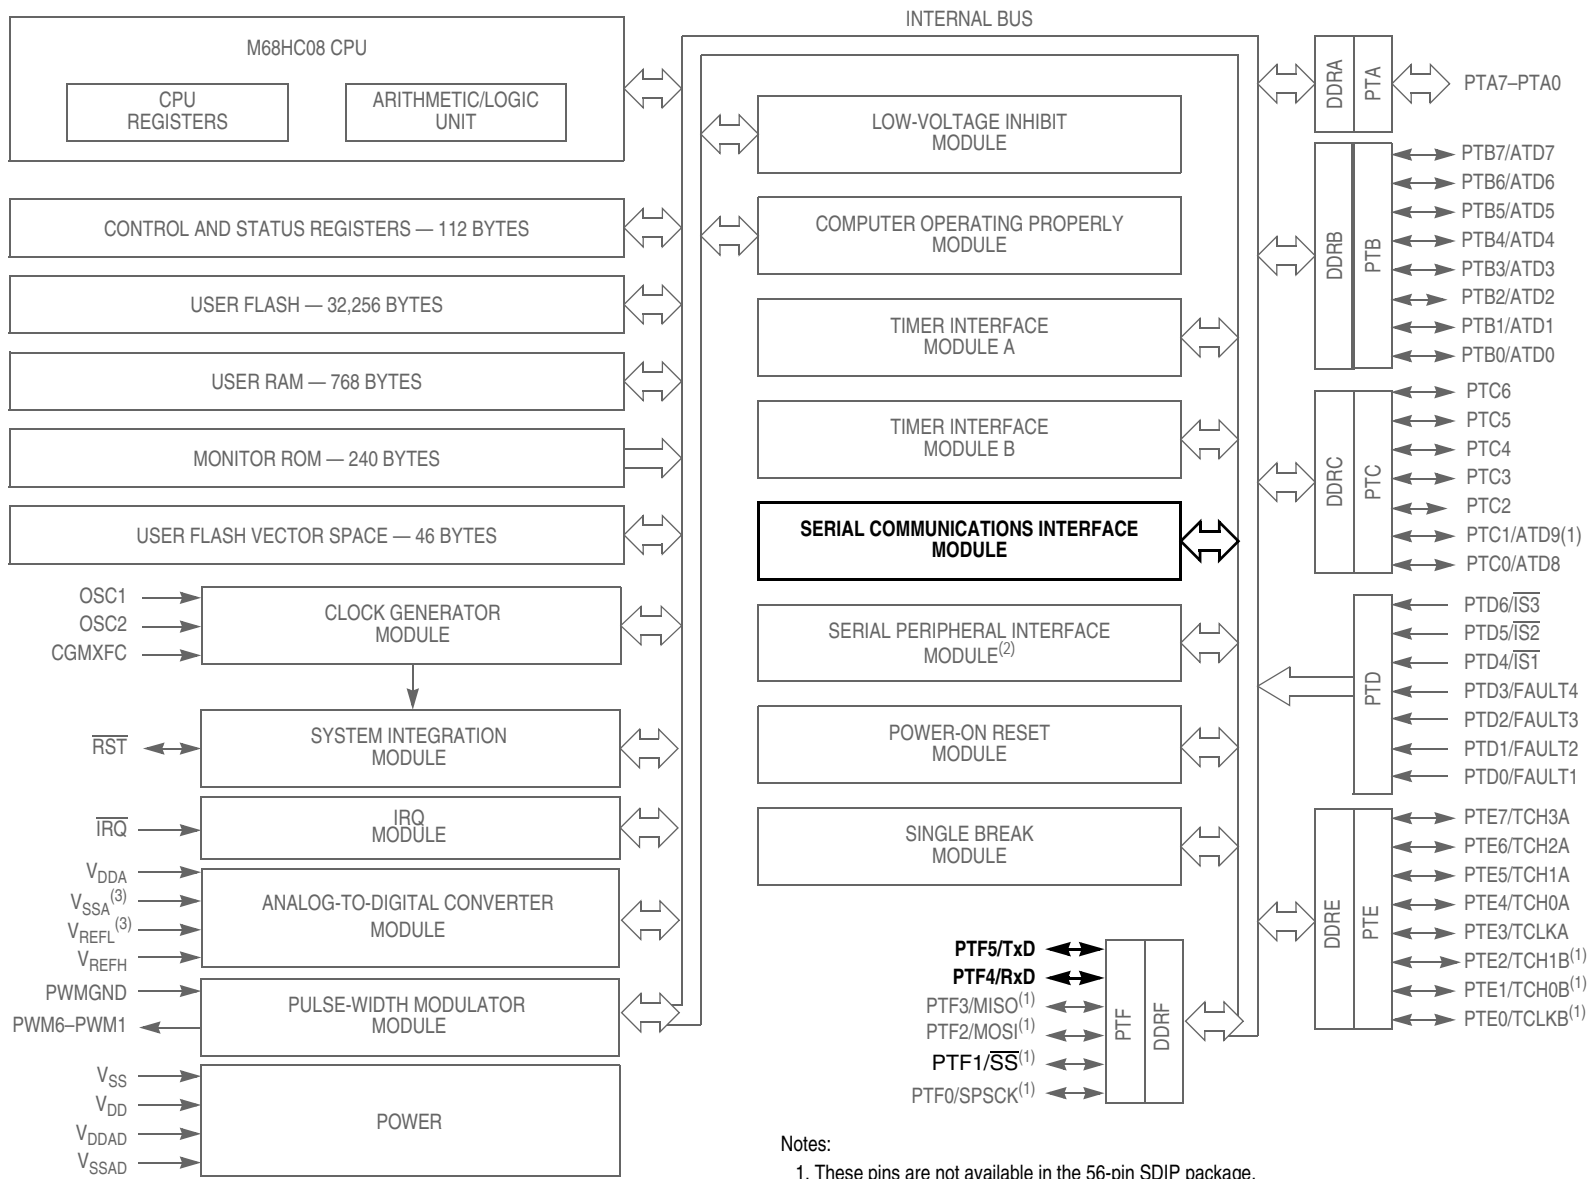 INTERNAL BUS
M68HC08 CPU
CPU
REGISTERS
ARITHMETIC/LOGIC
UNIT
CONTROL AND STATUS REGISTERS — 112 BYTES
USER FLASH — 32,256 BYTES
USER RAM — 768 BYTES
MONITOR ROM — 240 BYTES
USER FLASH VECTOR SPACE — 46 BYTES
OSC1
OSC2
CGMXFC
CLOCK GENERATOR
MODULE
RST
SYSTEM INTEGRATION
MODULE
IRQ
IRQ
MODULE
VDDA
VSSA(3)
VREFL(3)
VREFH
ANALOG-TO-DIGITAL CONVERTER
MODULE
PWMGND
PWM6–PWM1
PULSE-WIDTH MODULATOR
MODULE
VSS
VDD
VDDAD
VSSAD
POWER
LOW-VOLTAGE INHIBIT
MODULE
COMPUTER OPERATING PROPERLY
MODULE
TIMER INTERFACE
MODULE A
TIMER INTERFACE
MODULE B
SERIAL COMMUNICATIONS INTERFACE
MODULE
SERIAL PERIPHERAL INTERFACE
MODULE(2)
POWER-ON RESET
MODULE
SINGLE BREAK
MODULE
PTF5/TxD
PTF4/RxD
PTF3/MISO(1)
PTF2/MOSI(1)
PTF1/SS(1)
PTF0/SPSCK(1)
PTF
DDRF
DDRA
PTA
PTA7–PTA0
DDRB
PTB
PTB7/ATD7
PTB6/ATD6
PTB5/ATD5
PTB4/ATD4
PTB3/ATD3
PTB2/ATD2
PTB1/ATD1
PTB0/ATD0
DDRC
PTC
PTC6
PTC5
PTC4
PTC3
PTC2
PTC1/ATD9(1)
PTC0/ATD8
PTD
PTD6/IS3
PTD5/IS2
PTD4/IS1
PTD3/FAULT4
PTD2/FAULT3
PTD1/FAULT2
PTD0/FAULT1
DDRE
PTE
PTE7/TCH3A
PTE6/TCH2A
PTE5/TCH1A
PTE4/TCH0A
PTE3/TCLKA
PTE2/TCH1B(1)
PTE1/TCH0B(1)
PTE0/TCLKB(1)
Notes:
1. These pins are not available in the 56-pin SDIP package.